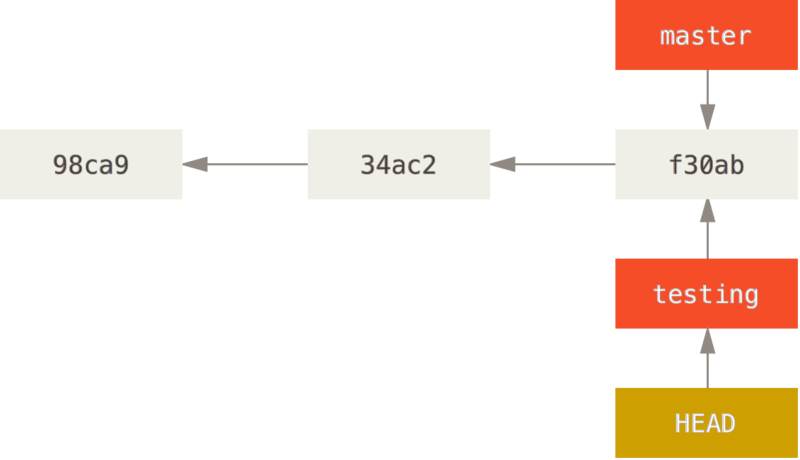 master
98ca9
34ac2
f30ab
testing
HEAD